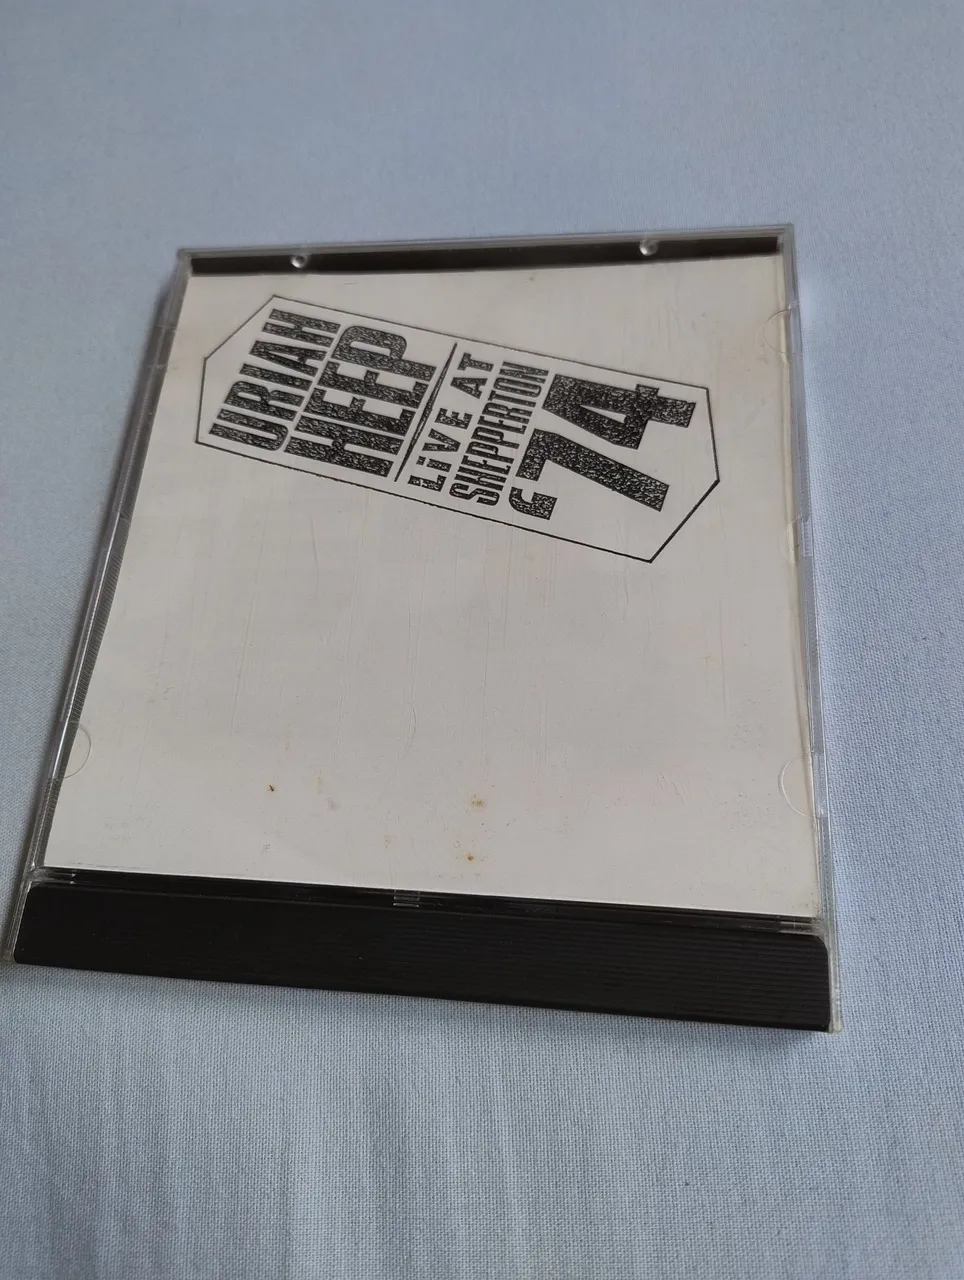 URIAH
HEEP
LiVE AT
SHEPPERTON
‘74